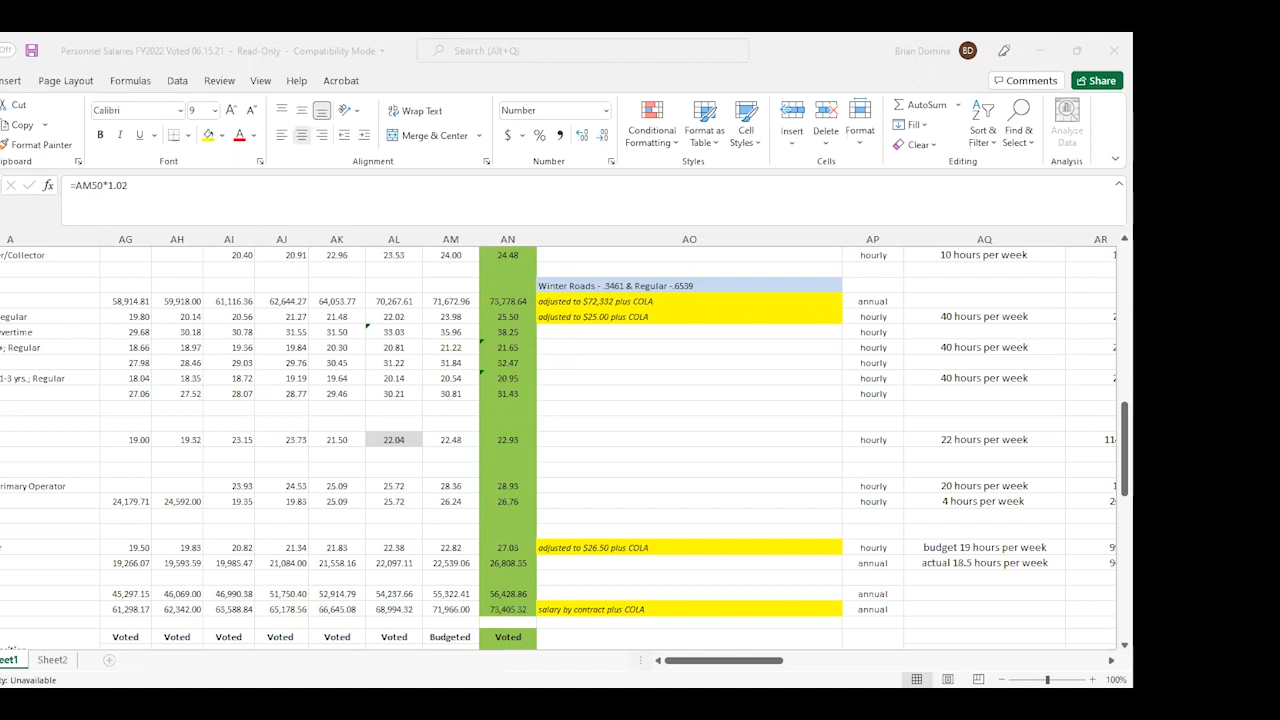 Off Personnel Salaries FY2022 Voted 06.15.21 - Read-Only - Compatibility Mode Search (Alt+Q) Brian Domina BD
nsert Page Layout Formulas Data Review View Help Acrobat Comments Share
Cut Calibri 9 A A Wrap Text Number AutoSum
Copy Fill
Format Painter B I U A Merge & Center $ % , Conditional Formatting Format as Table Cell Styles Insert Delete Format Clear Sort & Filter Find & Select Analyze Data
lipboard Font Alignment Number Styles Cells Editing Analysis
fx =AM50*1.02
A AG AH AI AJ AK AL AM AN AO AP AQ AR
er/Collector 20.40 20.91 22.96 23.53 24.00 24.48 hourly 10 hours per week 1
Winter Roads - .3461 & Regular -.6539
58,914.81 59,918.00 61,116.36 62,644.27 64,053.77 70,267.61 71,672.96 73,778.64 adjusted to $72,332 plus COLA annual
egular 19.80 20.14 20.56 21.27 21.48 22.02 23.98 25.50 adjusted to $25.00 plus COLA hourly 40 hours per week 2
vertime 29.68 30.18 30.78 31.55 31.50 33.03 35.96 38.25 hourly
+; Regular 18.66 18.97 19.36 19.84 20.30 20.81 21.22 21.65 hourly 40 hours per week 2
27.98 28.46 29.03 29.76 30.45 31.22 31.84 32.47 hourly
1-3 yrs.; Regular 18.04 18.35 18.72 19.19 19.64 20.14 20.54 20.95 hourly 40 hours per week 2
27.06 27.52 28.07 28.77 29.46 30.21 30.81 31.43 hourly
19.00 19.32 23.15 23.73 21.50 22.04 22.48 22.93 hourly 22 hours per week 114
rimary Operator 23.93 24.53 25.09 25.72 28.36 28.93 hourly 20 hours per week 1
24,179.71 24,592.00 19.35 19.83 25.09 25.72 26.24 26.76 hourly 4 hours per week 20
r 19.50 19.83 20.82 21.34 21.83 22.38 22.82 27.03 adjusted to $26.50 plus COLA hourly budget 19 hours per week 9
19,266.07 19,593.59 19,985.47 21,084.00 21,558.16 22,097.11 22,539.06 26,808.35 annual actual 18.5 hours per week 9
45,297.15 46,069.00 46,990.38 51,750.40 52,914.79 54,237.66 55,322.41 56,428.86 annual
61,298.17 62,342.00 63,588.84 65,178.56 66,645.08 68,994.32 71,966.00 73,405.32 salary by contract plus COLA annual
Voted Voted Voted Voted Voted Voted Budgeted Voted
eet1 Sheet2
ty: Unavailable 100%